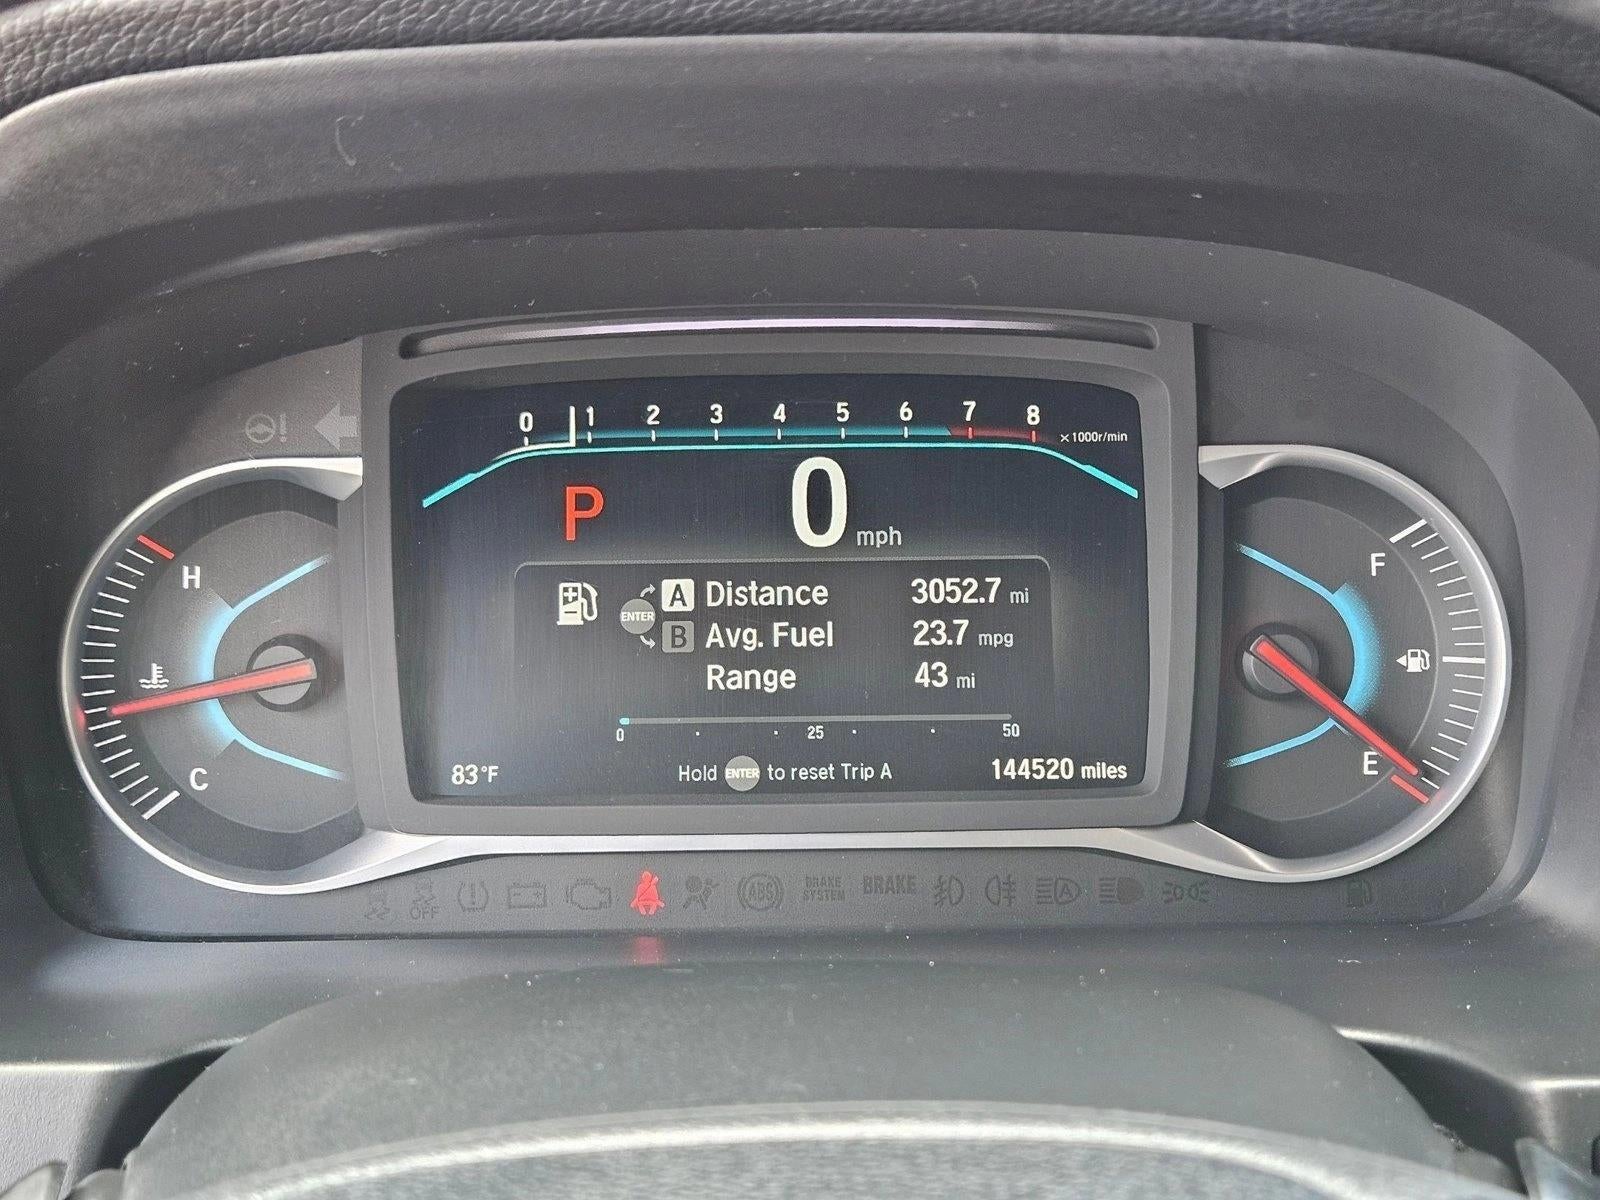 0 1 2 3 4 5 6 7 8
×1000r/min
P 0 mph
A Distance 3052.7 mi
ENTER
B Avg. Fuel 23.7 mpg
Range 43 mi
0 25 50
83°F
Hold ENTER to reset Trip A
144520 miles
H
C
F
E
OFF
ABS
BRAKE
SYSTEM
BRAKE
A